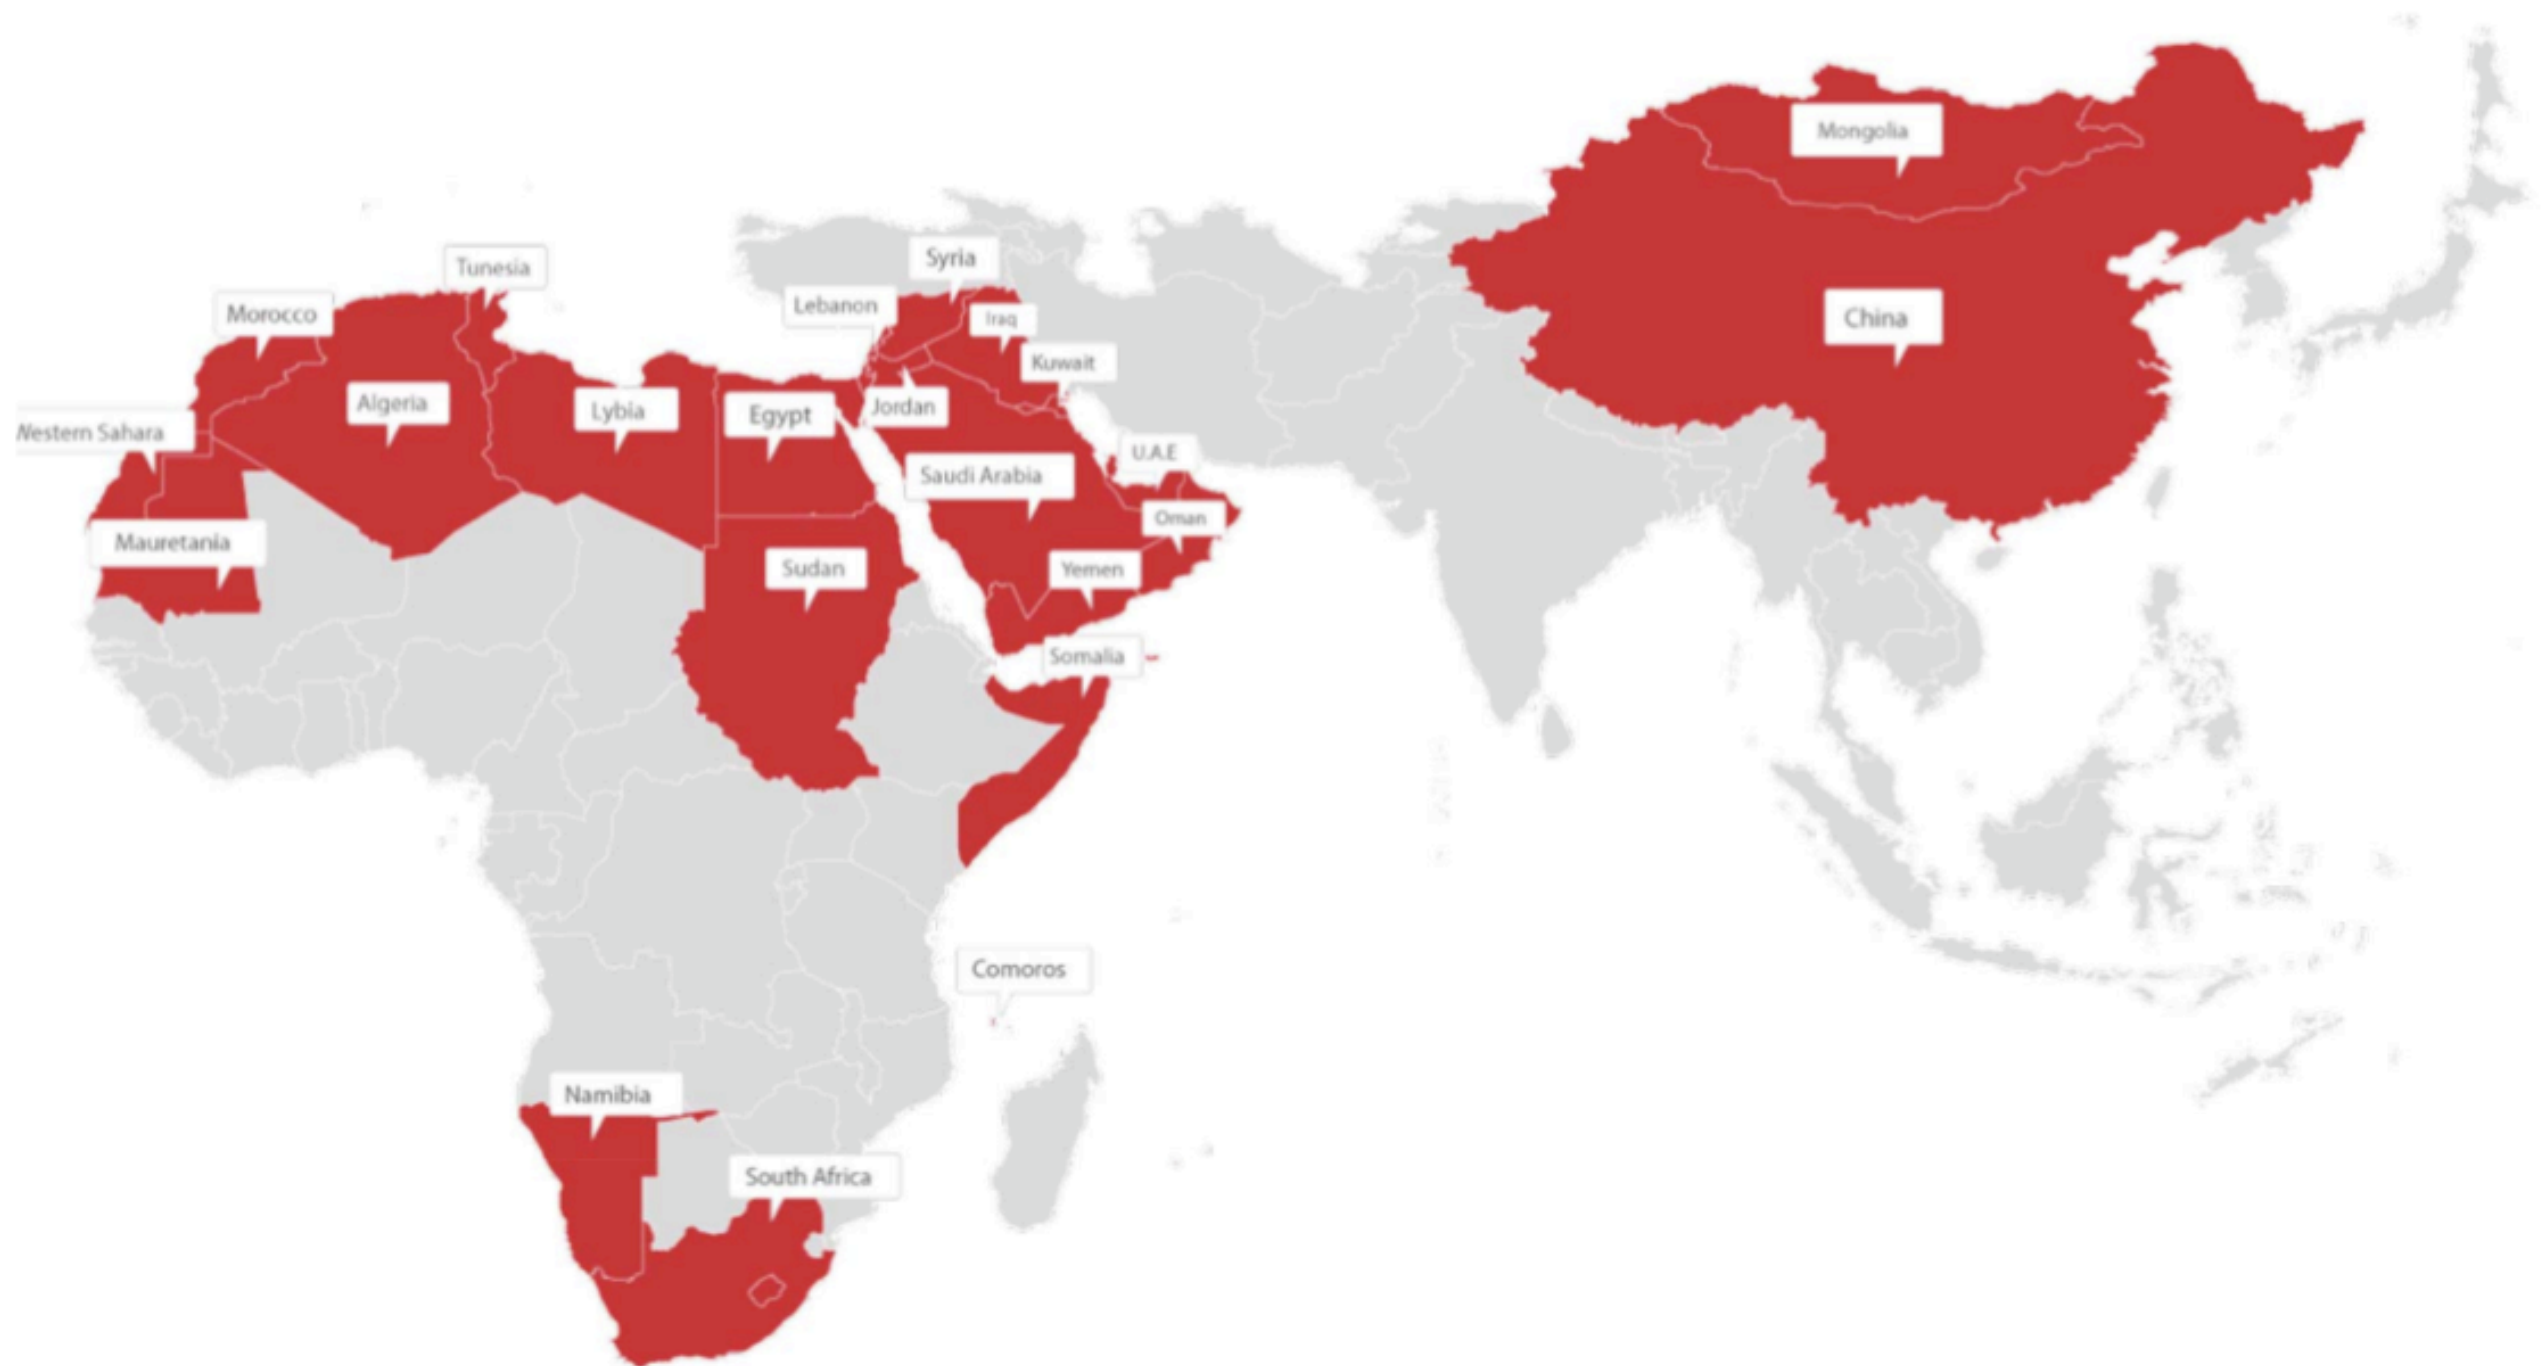 Mongolia
Tunesia
Syria
Morocco
Lebanon
Iraq
China
Kuwait
Algeria
Lybia
Egypt
Jordan
Western Sahara
U.A.E
Saudi Arabia
Oman
Mauretania
Sudan
Yemen
Somalia
Comoros
Namibia
South Africa